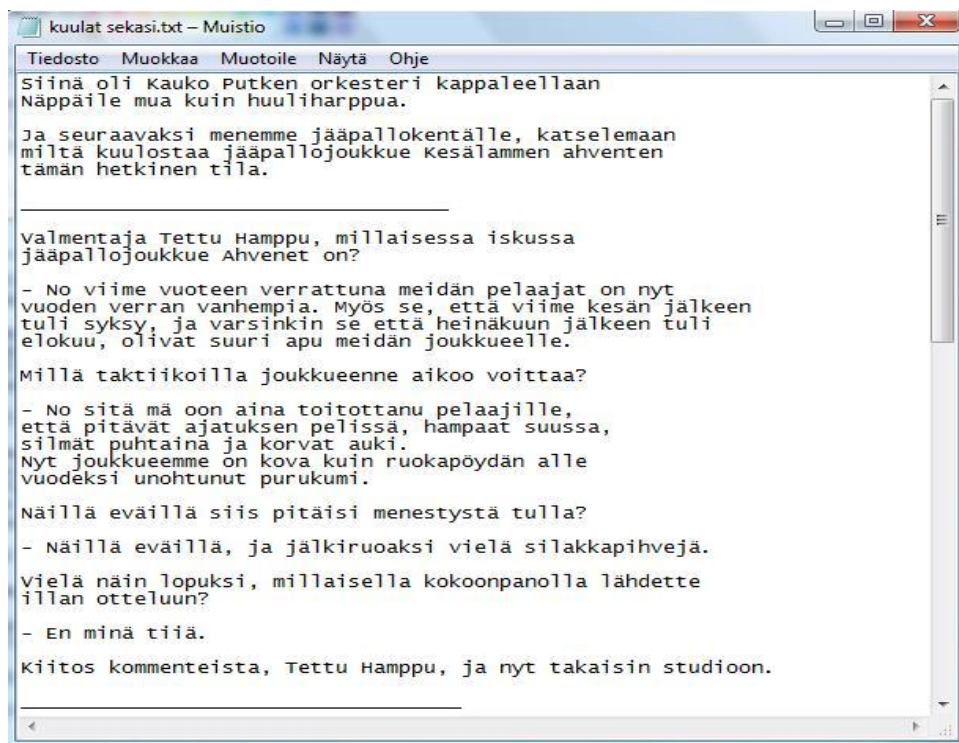 kuulat sekasi.txt – Muistio
Tiedosto Muokkaa Muotoile Näytä Ohje
Siinä oli Kauko Putken orkesteri kappaleellaan
Näppäile mua kuin huuliharppua.
Ja seuraavaksi menemme jääpallokentälle, katselemaan
miltä kuulostaa jääpallojoukkue Kesälammen ahventen
tämän hetkinen tila.
Valmentaja Tettu Hamppu, millaisessa iskussa
jääpallojoukkue Ahvenet on?
- No viime vuoteen verrattuna meidän pelaajat on nyt
vuoden verran vanhempia. Myös se, että viime kesän jälkeen
tuli syksy, ja varsinkin se että heinäkuun jälkeen tuli
elokuu, olivat suuri apu meidän joukkueelle.
Millä taktiikoilla joukkueenne aikoo voittaa?
- No sitä mä oon aina toitottanu pelaajille,
että pitävät ajatuksen pelissä, hampaat suussa,
silmät puhtaina ja korvat auki.
Nyt joukkueemme on kova kuin ruokapöydän alle
vuodeksi unohtunut purukumi.
Näillä eväillä siis pitäisi menestystä tulla?
- Näillä eväillä, ja jälkiruoaksi vielä silakkapihvejä.
Vielä näin lopuksi, millaisella kokoonpanolla lähdette
illan otteluun?
- En minä tiiä.
Kiitos kommenteista, Tettu Hamppu, ja nyt takaisin studioon.